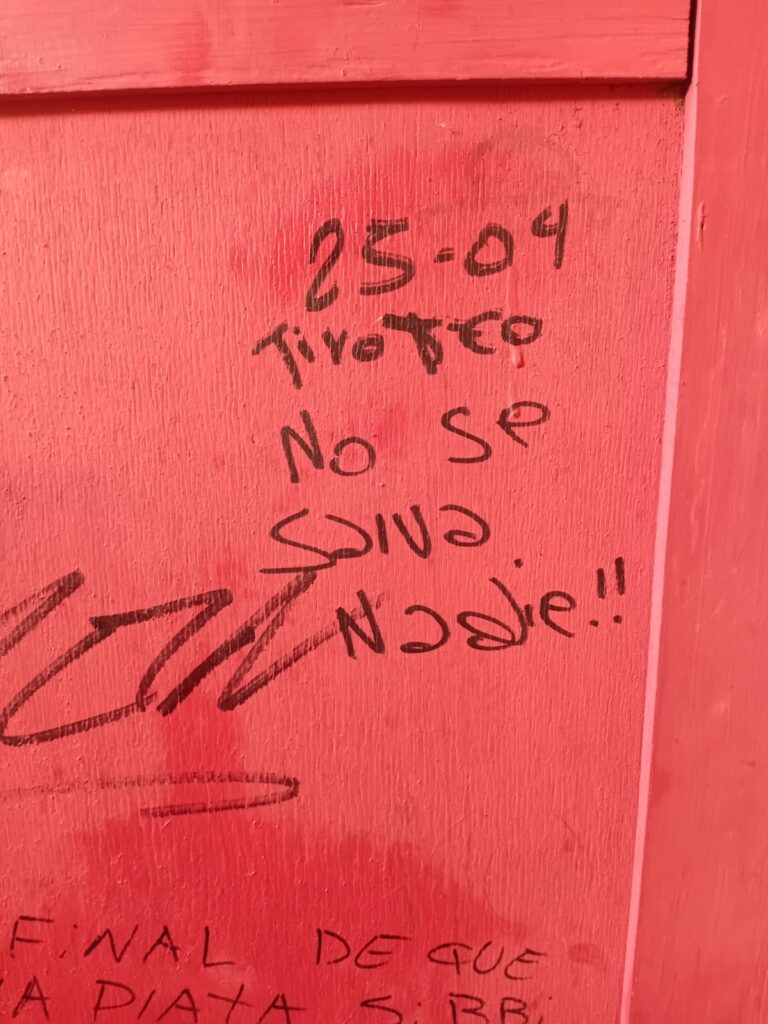 25-04
Tiroteo
No se
salva
Nadie!!
FiNAL DE QUE